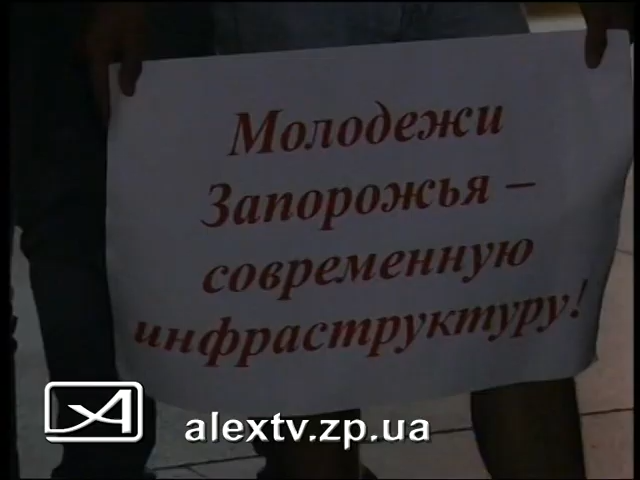 Молодежи
Запорожья –
современную
инфраструктуру!
alextv.zp.ua